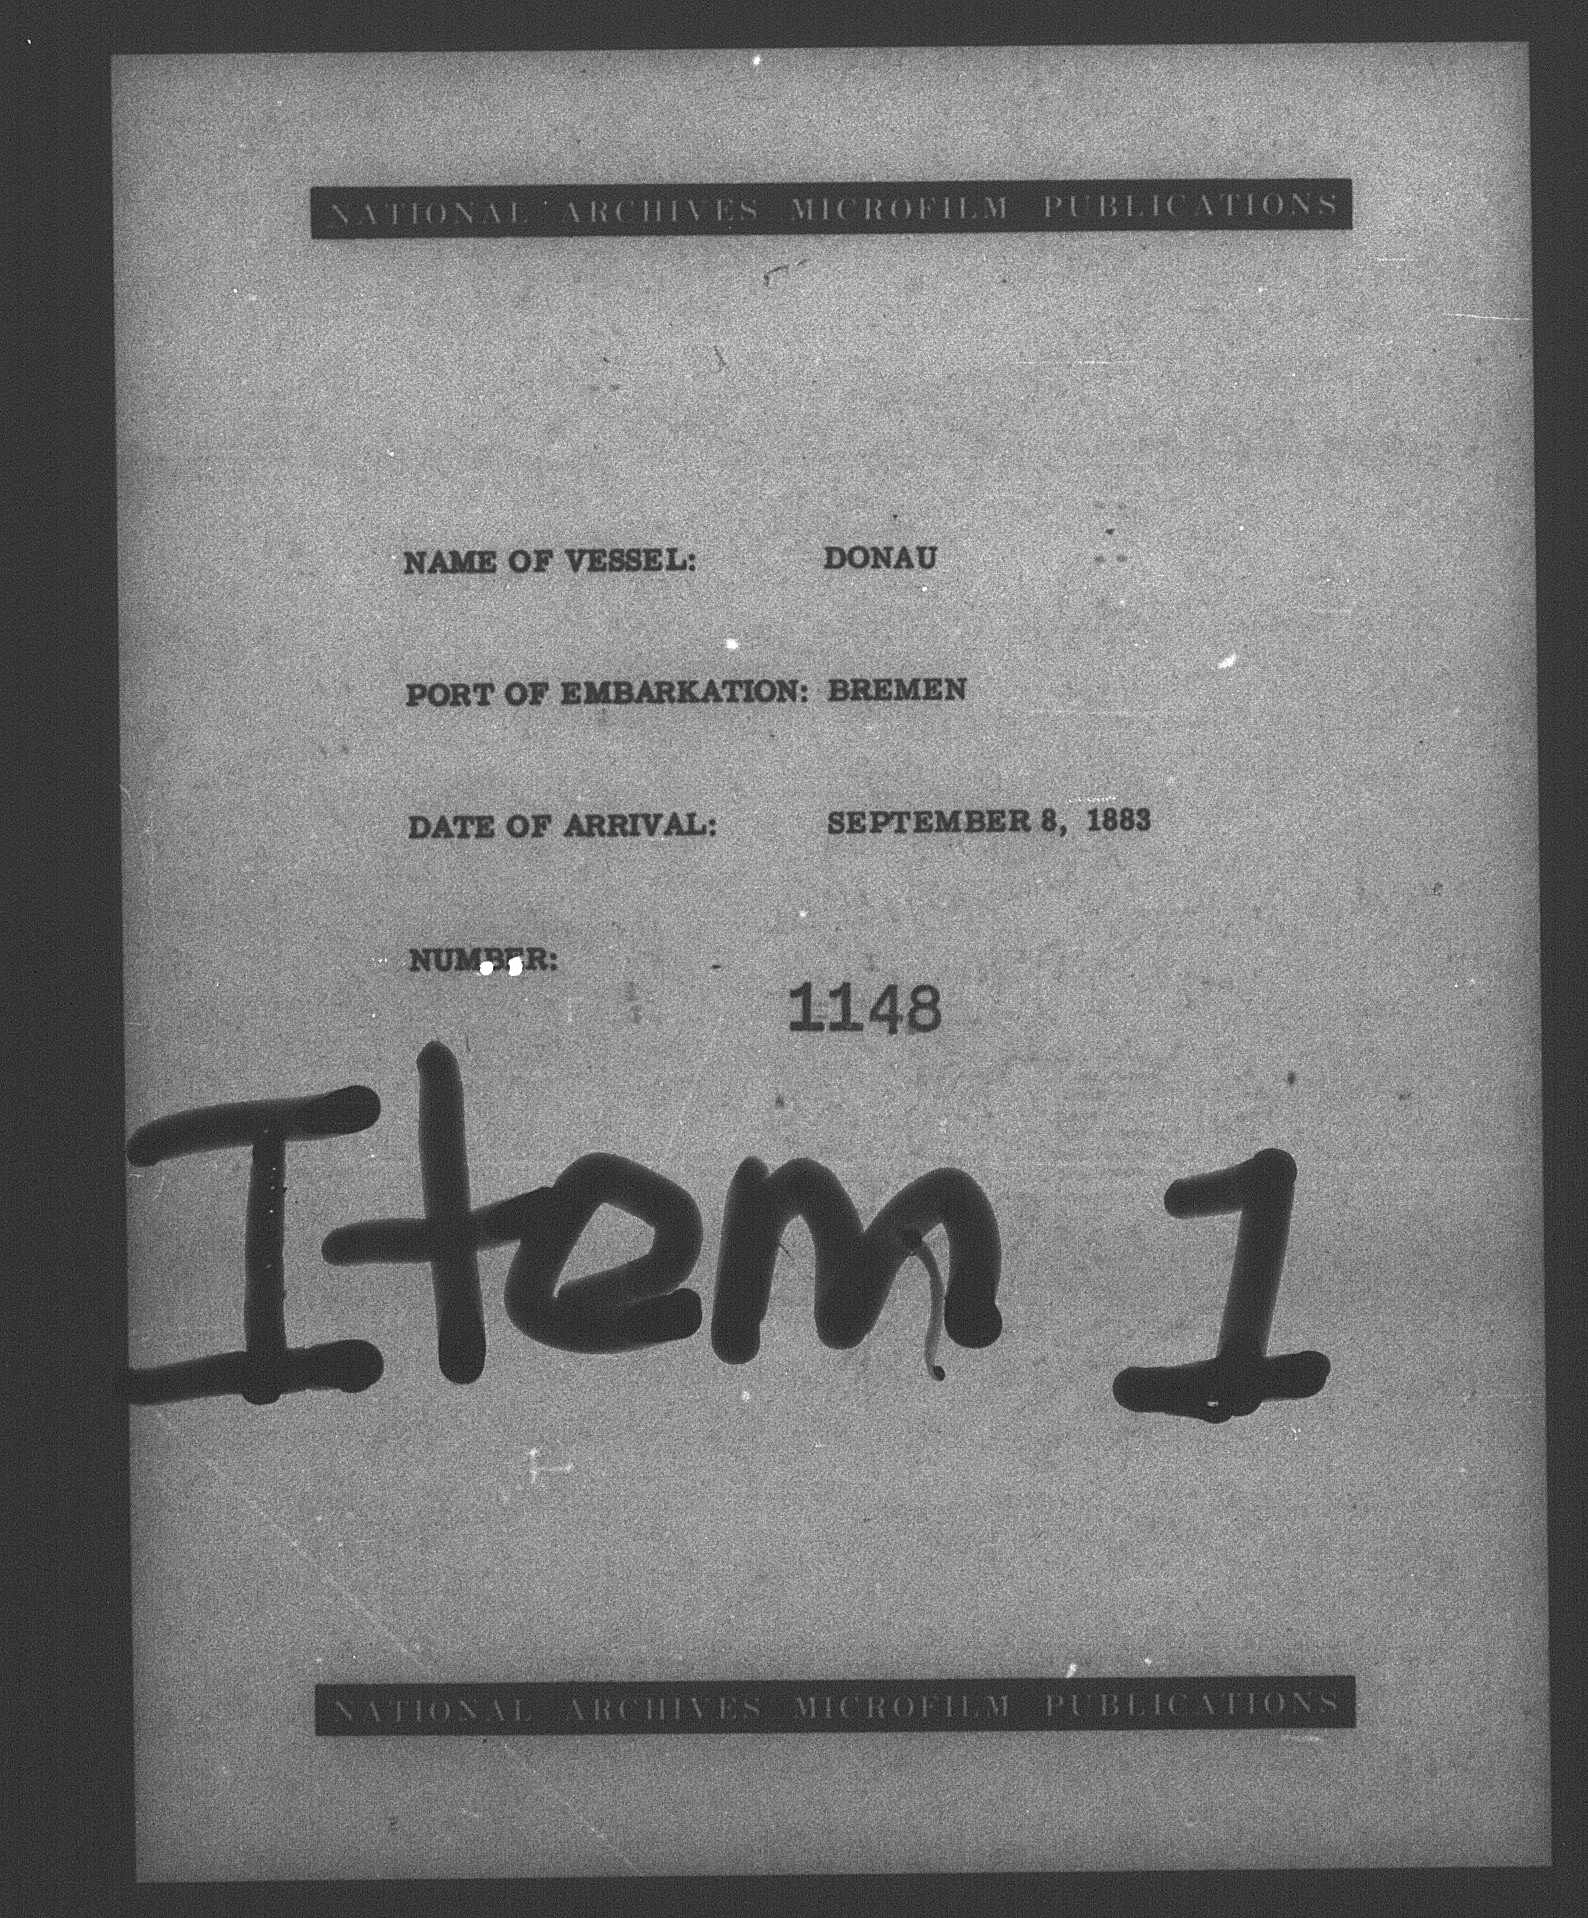 NATIONAL ARCHIVES MICROFILM PUBLICATIONS
NAME OF VESSEL: DONAU
PORT OF EMBARKATION: BREMEN
DATE OF ARRIVAL: SEPTEMBER 8, 1883
NUMBER:
1148
Item 1
NATIONAL ARCHIVES MICROFILM PUBLICATIONS